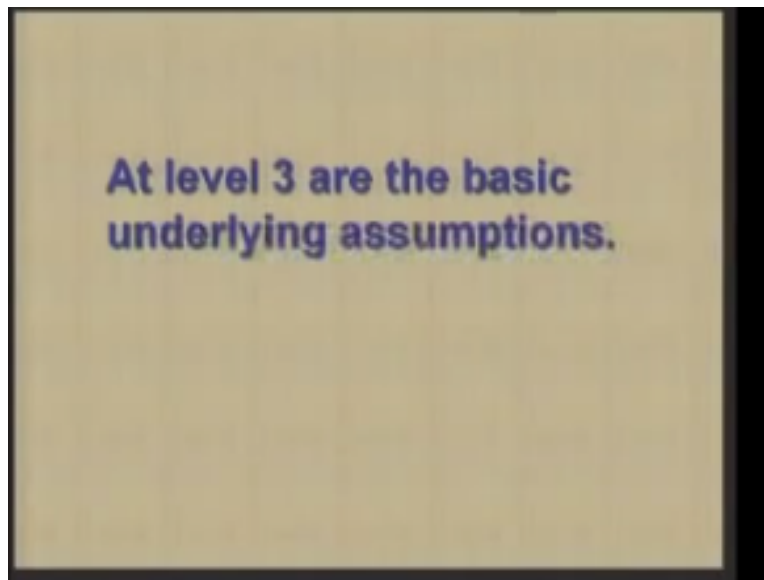 At level 3 are the basic
underlying assumptions.